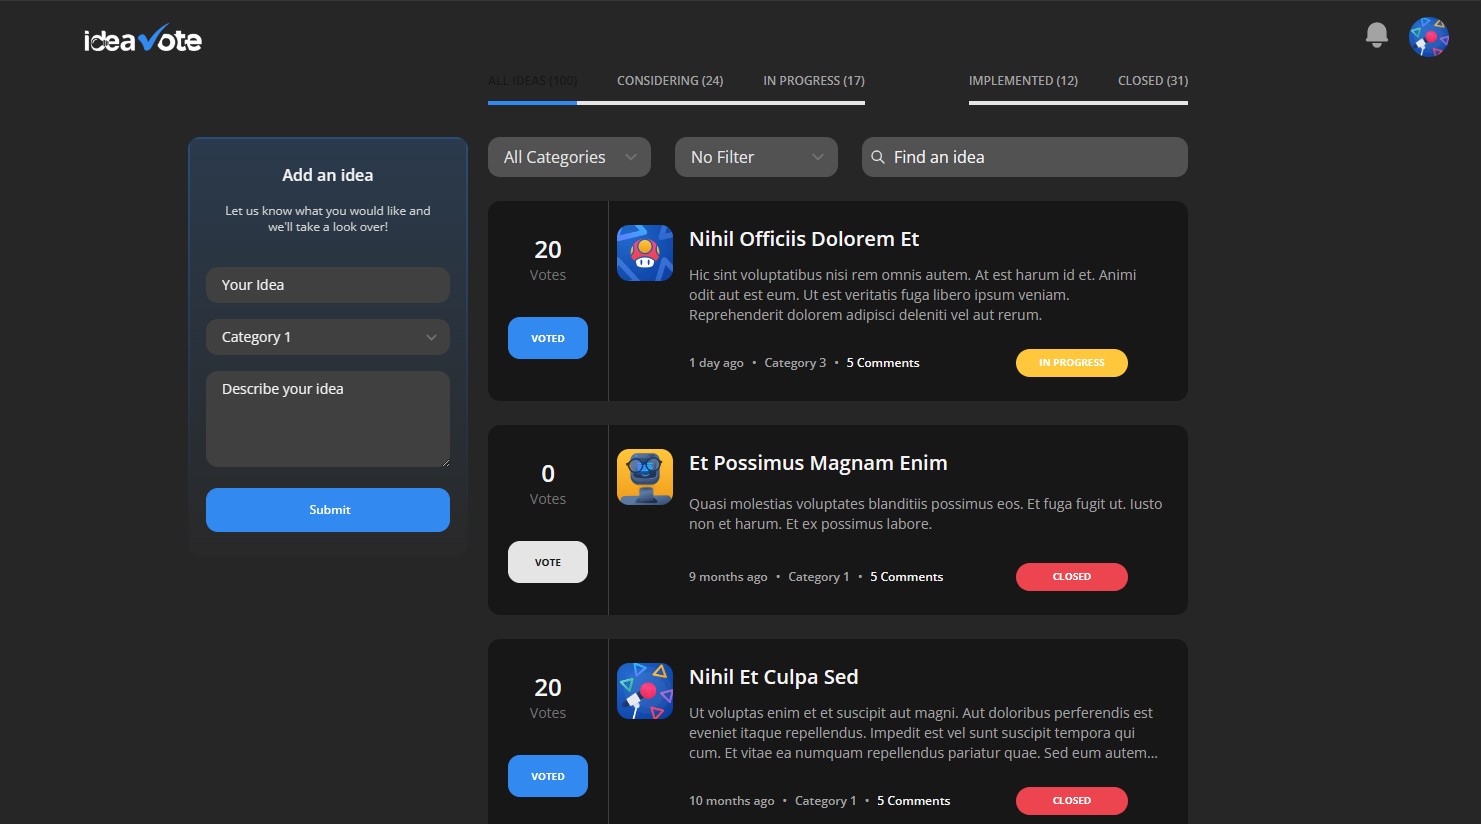 ideavote
ALL IDEAS (100) CONSIDERING (24) IN PROGRESS (17) IMPLEMENTED (12) CLOSED (31)
Add an idea
Let us know what you would like and
we'll take a look over!
Your Idea
Category 1
Describe your idea
Submit
All Categories No Filter Find an idea
20
Votes
VOTED
Nihil Officiis Dolorem Et
Hic sint voluptatibus nisi rem omnis autem. At est harum id et. Animi
odit aut est eum. Ut est veritatis fuga libero ipsum veniam.
Reprehenderit dolorem adipisci deleniti vel aut rerum.
1 day ago • Category 3 • 5 Comments IN PROGRESS
0
Votes
VOTE
Et Possimus Magnam Enim
Quasi molestias voluptates blanditiis possimus eos. Et fuga fugit ut. Iusto
non et harum. Et ex possimus labore.
9 months ago • Category 1 • 5 Comments CLOSED
20
Votes
VOTED
Nihil Et Culpa Sed
Ut voluptas enim et et suscipit aut magni. Aut doloribus perferendis est
eveniet itaque repellendus. Impedit est vel sunt suscipit tempora qui
cum. Et vitae ea numquam repellendus pariatur quae. Sed eum autem...
10 months ago • Category 1 • 5 Comments CLOSED